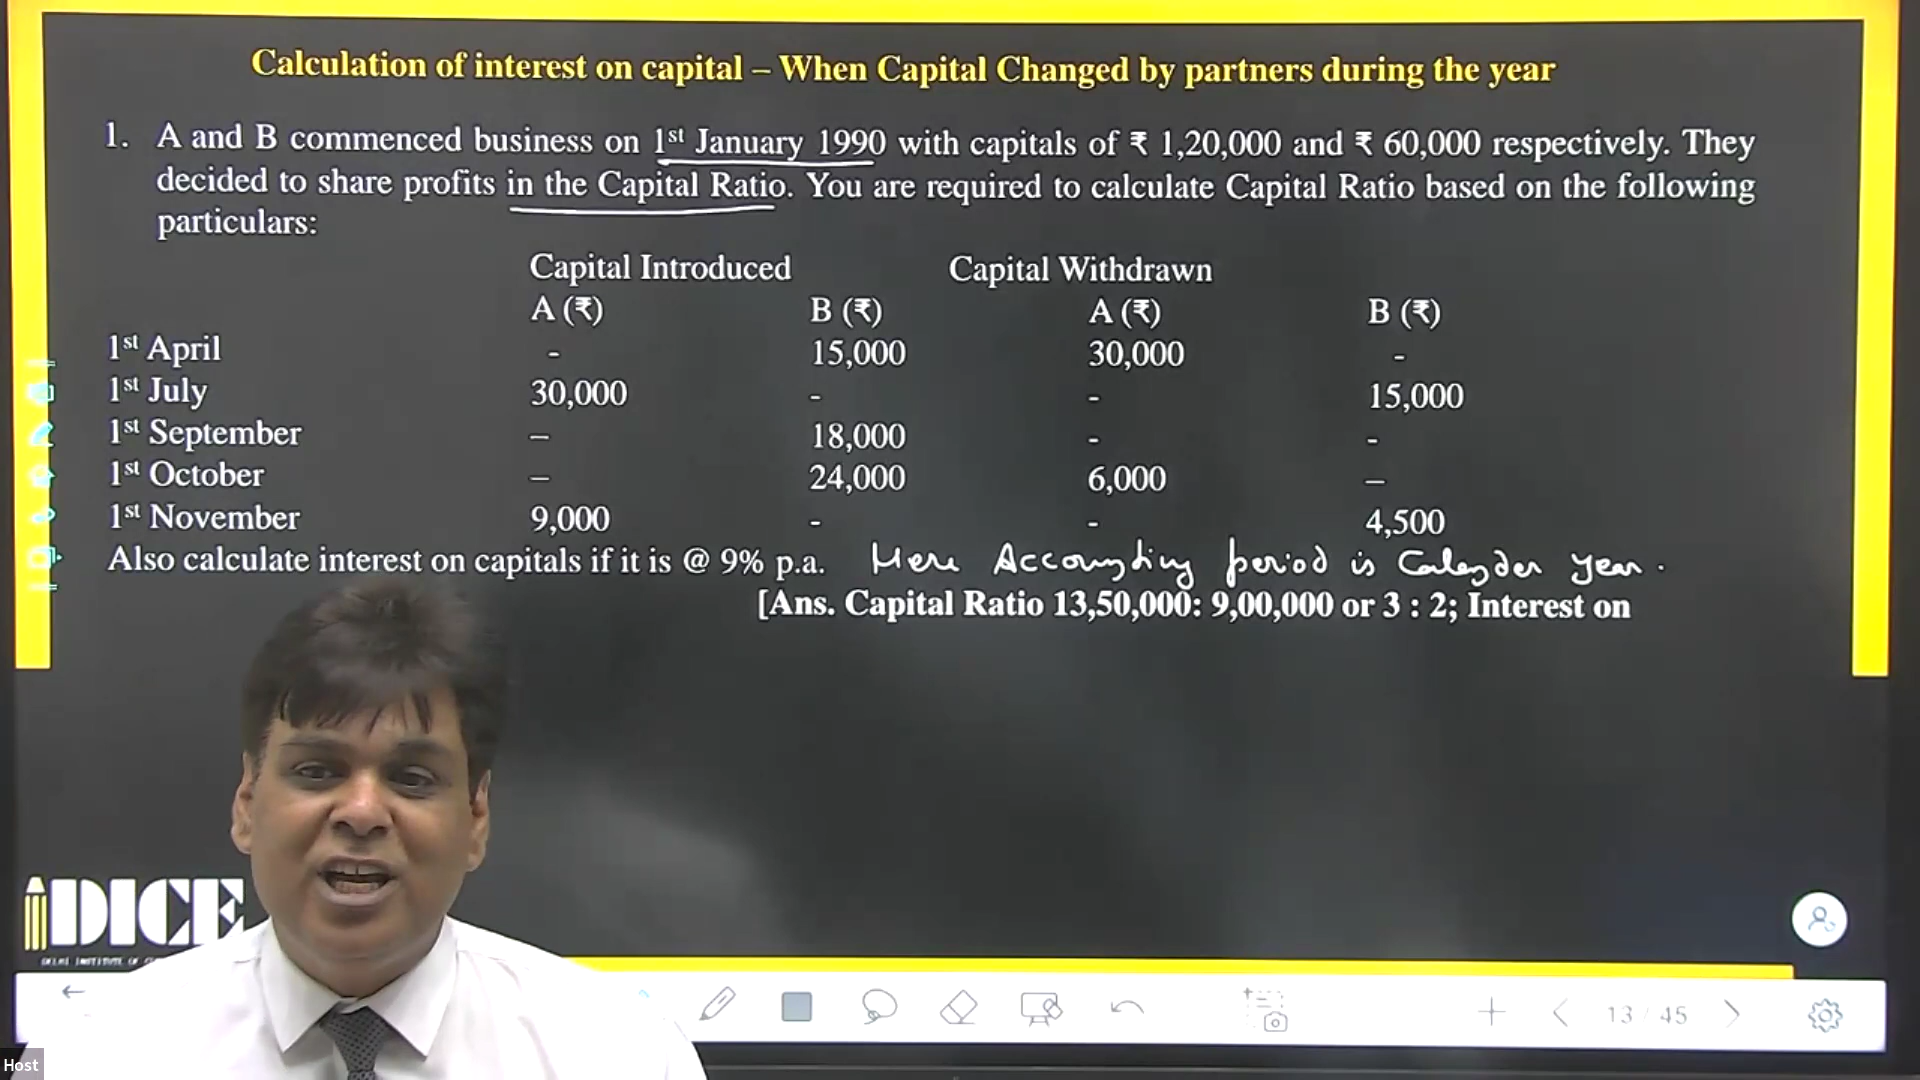 Calculation of interest on capital – When Capital Changed by partners during the year
1. A and B commenced business on 1st January 1990 with capitals of ₹ 1,20,000 and ₹ 60,000 respectively. They
decided to share profits in the Capital Ratio. You are required to calculate Capital Ratio based on the following
particulars:
Capital Introduced Capital Withdrawn
A (₹) B (₹) A (₹) B (₹)
1st April - 15,000 30,000 -
1st July 30,000 - - 15,000
1st September – 18,000 - -
1st October – 24,000 6,000 –
1st November 9,000 - - 4,500
Also calculate interest on capitals if it is @ 9% p.a. Here Accounting period is Calendar year.
[Ans. Capital Ratio 13,50,000: 9,00,000 or 3 : 2; Interest on
DICE
13 / 45
Host